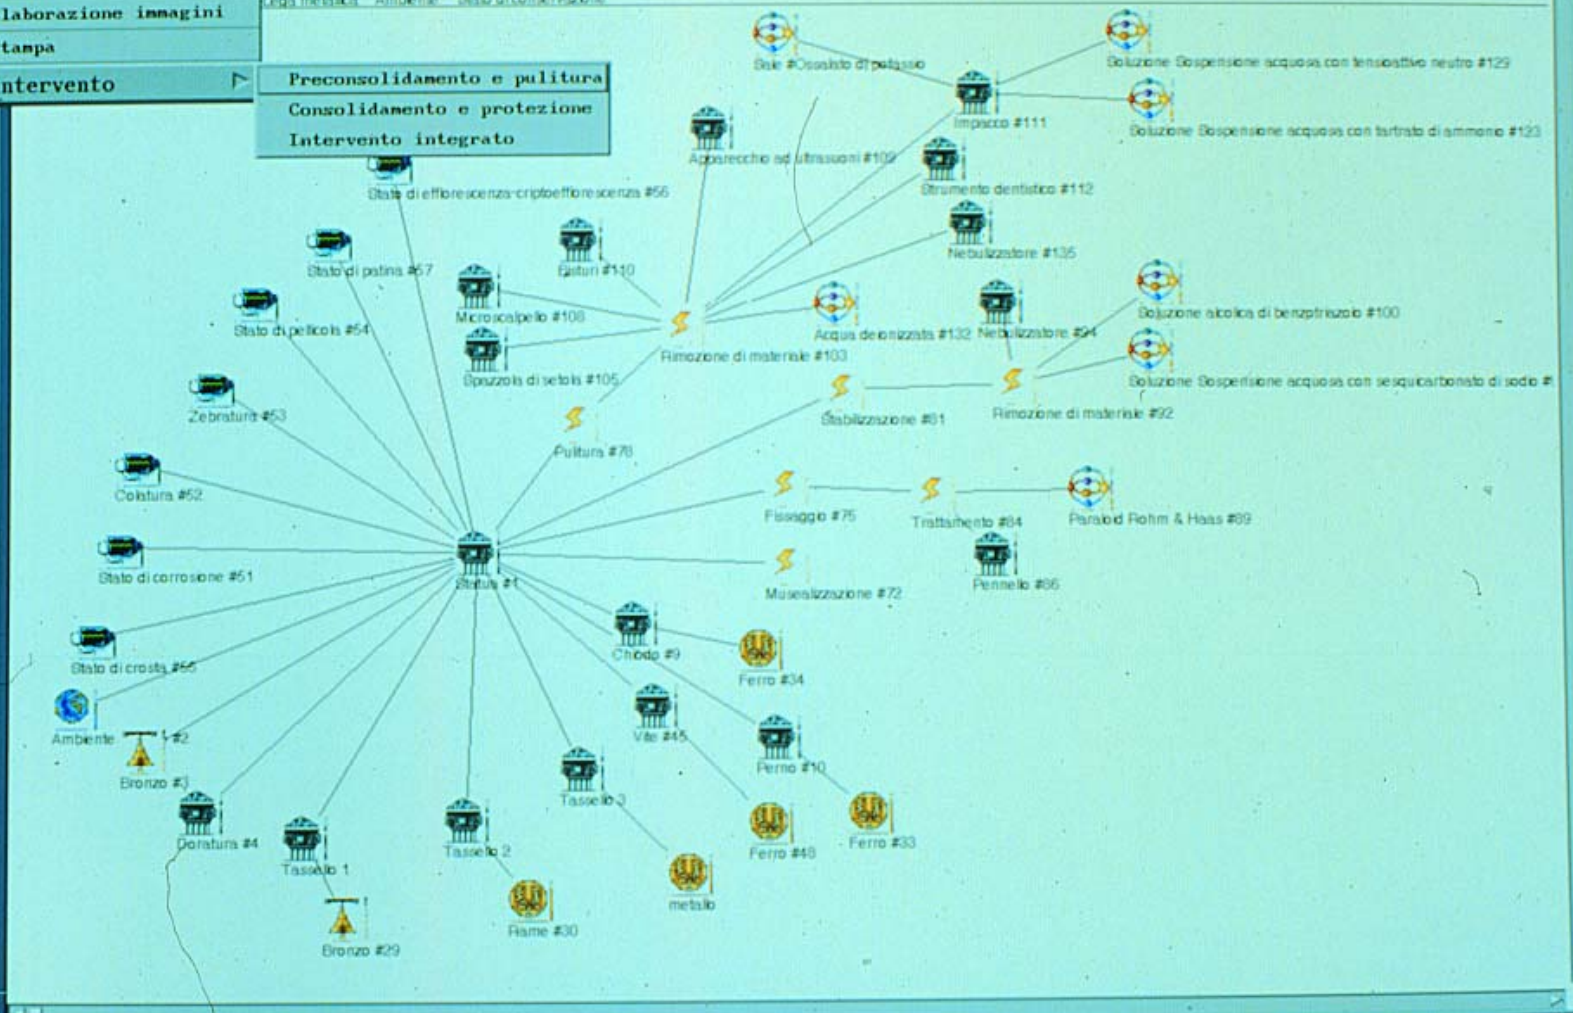 laborazione immagini
tampa
ntervento
Preconsolidamento e pulitura
Consolidamento e protezione
Intervento integrato
Sale #Ossalato di potassio
Soluzione Sospensione acquosa con tensioattivo neutro #129
Impacco #111
Soluzione Sospensione acquosa con tartrato di ammonio #123
Apparecchio ad ultrasuoni #109
Strumento dentistico #112
Stato di efflorescenza-criptoefflorescenza #56
Nebulizzatore #135
Stato di patina #57
Bisturi #110
Microscalpello #108
Soluzione alcolica di benzotriazolo #100
Stato di pellicola #54
Acqua deionizzata #132
Nebulizzatore #94
Rimozione di materiale #103
Spazzola di setola #105
Soluzione Sospensione acquosa con sesquicarbonato di sodio #
Zebratura #53
Stabilizzazione #81
Rimozione di materiale #92
Pulitura #78
Colatura #52
Fissaggio #75
Trattamento #84
Paraloid Rohm & Haas #89
Stato di corrosione #51
Statua #1
Musealizzazione #72
Pennello #86
Chiodo #9
Stato di crosta #55
Ferro #34
Ambiente #2
Vite #45
Perno #10
Bronzo #3
Tassello 3
Doratura #4
Tassello 2
Ferro #48
Ferro #33
Tassello 1
metallo
Rame #30
Bronzo #29